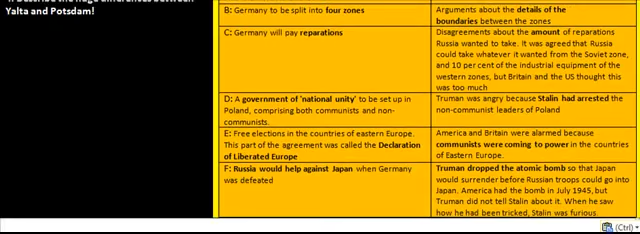 Yalta and Potsdam!
B: Germany to be split into four zones
Arguments about the details of the
boundaries between the zones
C: Germany will pay reparations
Disagreements about the amount of reparations
Russia wanted to take. It was agreed that Russia
could take whatever it wanted from the Soviet zone,
and 10 per cent of the industrial equipment of the
western zones, but Britain and the US thought this
was too much
D: A government of 'national unity' to be set up in
Poland, comprising both communists and non-
communists.
Truman was angry because Stalin had arrested the
non-communist leaders of Poland
E: Free elections in the countries of eastern Europe.
This part of the agreement was called the Declaration
of Liberated Europe
America and Britain were alarmed because
communists were coming to power in the countries
of Eastern Europe.
F: Russia would help against Japan when Germany
was defeated
Truman dropped the atomic bomb so that Japan
would surrender before Russian troops could go into
Japan. America had the bomb in July 1945, but
Truman did not tell Stalin about it. When he saw
how he had been tricked, Stalin was furious.
(Ctrl)